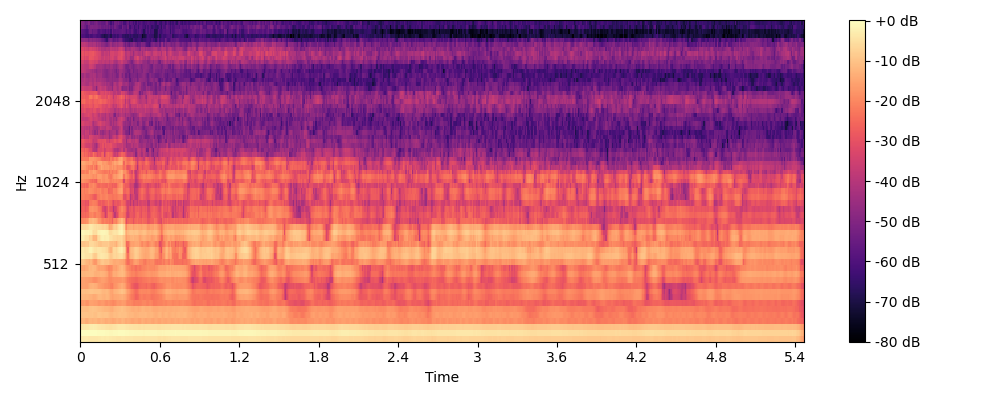 +0 dB
-10 dB
-20 dB
-30 dB
-40 dB
-50 dB
-60 dB
-70 dB
-80 dB
2048
1024
512
Hz
0 0.6 1.2 1.8 2.4 3 3.6 4.2 4.8 5.4
Time